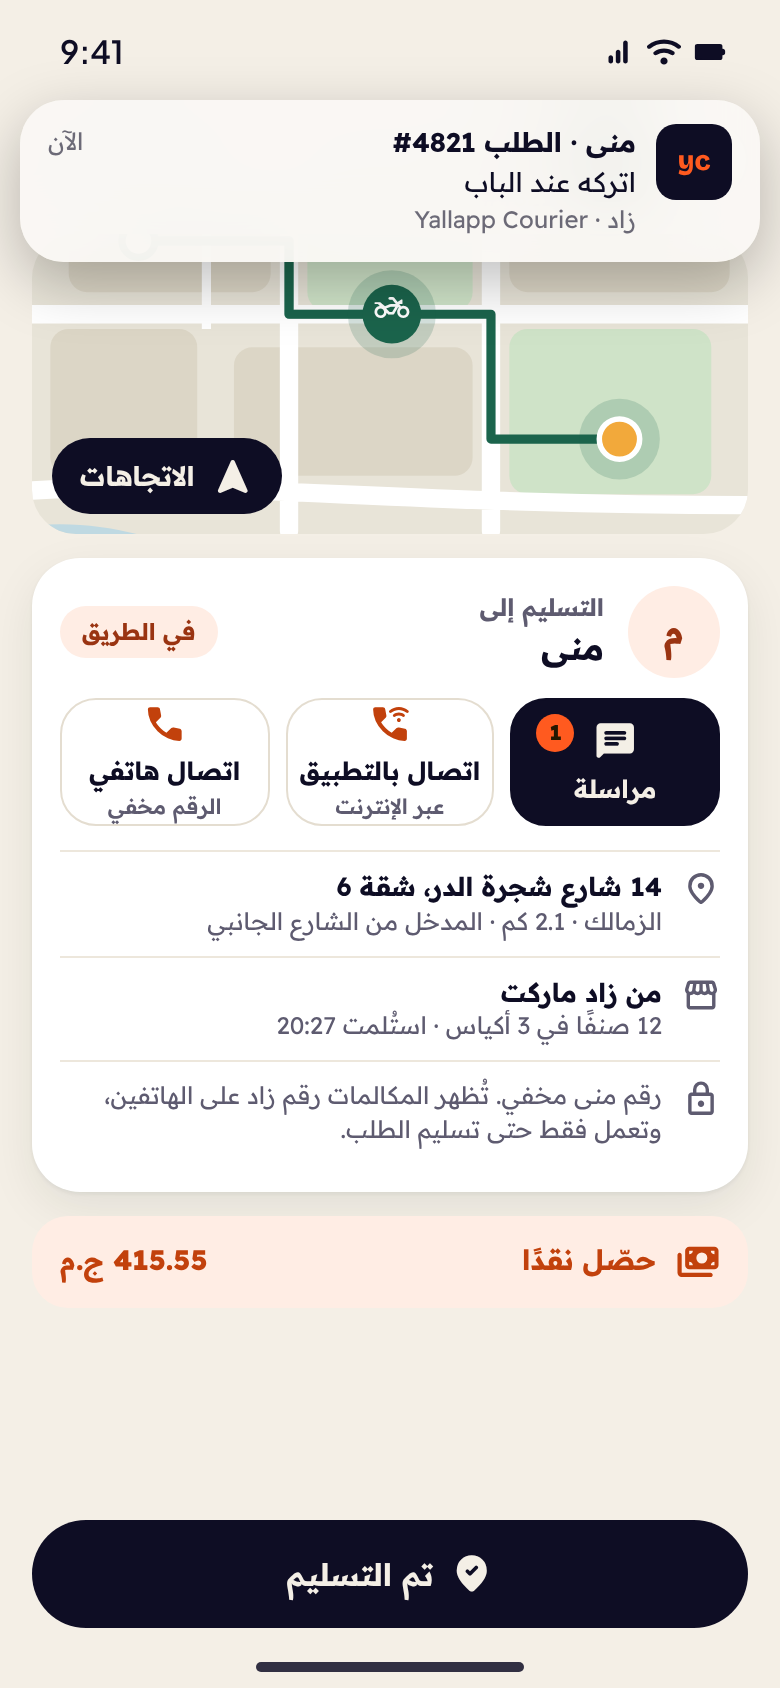 9:41
yc
منى · الطلب 4821#
الآن
اتركه عند الباب
زاد · Yallapp Courier
الاتجاهات
م
التسليم إلى
منى
في الطريق
1
مراسلة
اتصال بالتطبيق
عبر الإنترنت
اتصال هاتفي
الرقم مخفي
14 شارع شجرة الدر، شقة 6
الزمالك · 2.1 كم · المدخل من الشارع الجانبي
من زاد ماركت
12 صنفًا في 3 أكياس · استُلمت 20:27
رقم منى مخفي. تُظهر المكالمات رقم زاد على الهاتفين،
وتعمل فقط حتى تسليم الطلب.
حصّل نقدًا
415.55 ج.م
تم التسليم